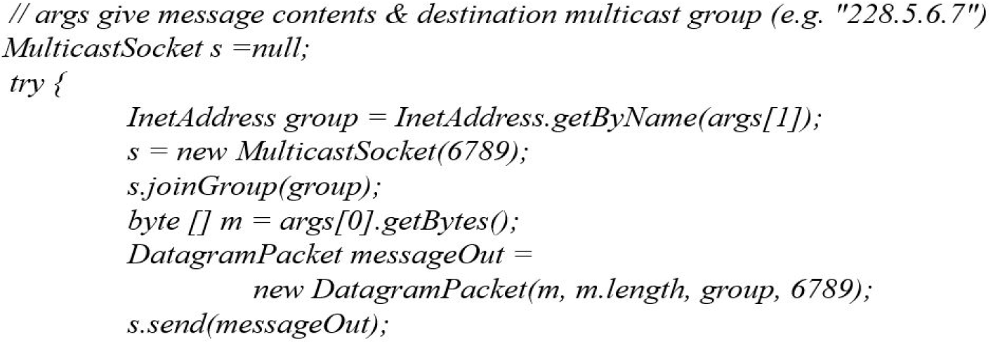 // args give message contents & destination multicast group (e.g. "228.5.6.7")
MulticastSocket s =null;
try {
InetAddress group = InetAddress.getByName(args[1]);
s = new MulticastSocket(6789);
s.joinGroup(group);
byte [] m = args[0].getBytes();
DatagramPacket messageOut =
new DatagramPacket(m, m.length, group, 6789);
s.send(messageOut);